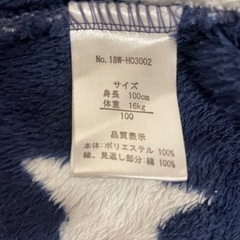 No.18W-H03002
サイズ
身長 100cm
体重 16kg
100
品質表示
本体：ポリエステル 100%
縁、見返し部分：綿 100%